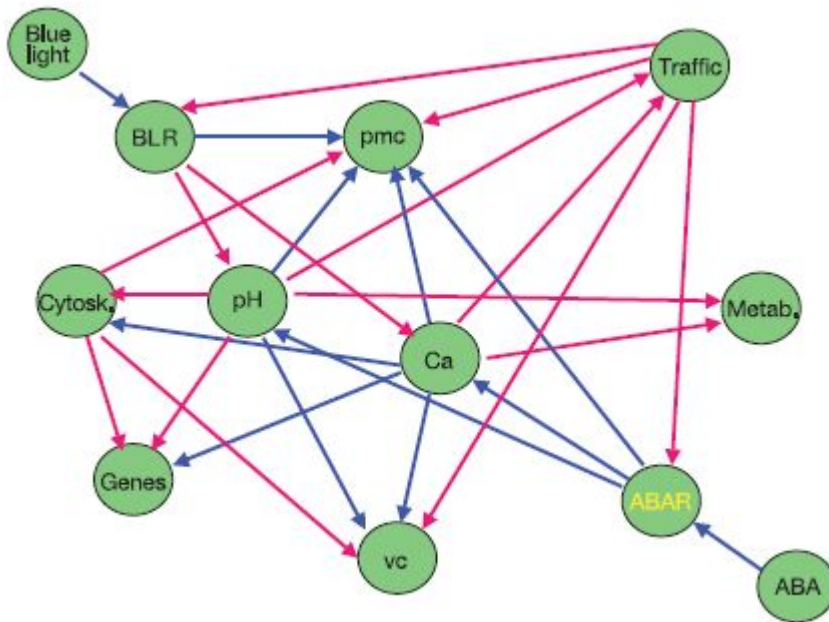 Blue
light
Traffic
BLR
pmc
Cytosk.
pH
Metab.
Ca
Genes
ABAR
vc
ABA